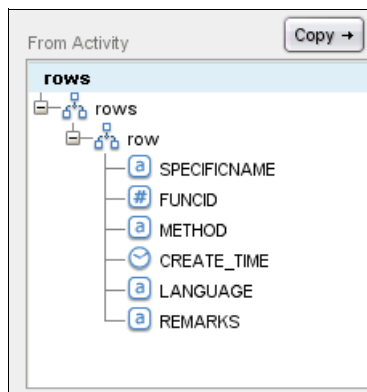 From Activity
Copy →
rows
rows
row
a SPECIFICNAME
# FUNCID
a METHOD
CREATE_TIME
a LANGUAGE
a REMARKS